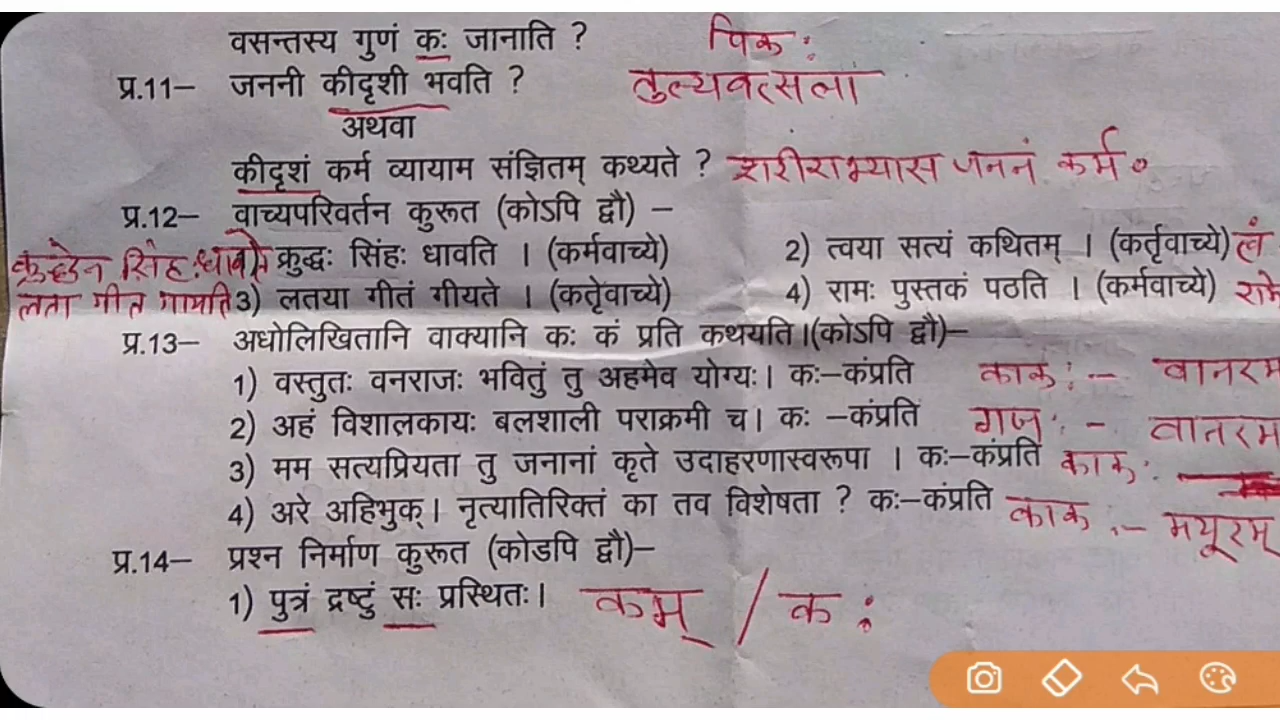 वसन्तस्य गुणं कः जानाति ? पिकः
प्र.11– जननी कीदृशी भवति ? तुल्यवत्सला
अथवा
कीदृशं कर्म व्यायाम संज्ञितम् कथ्यते ? शरीराभ्यास जननं कर्म॰
प्र.12– वाच्यपरिवर्तन कुरूत (कोऽपि द्वौ) –
क्रुद्धः सिंहः धावति । (कर्मवाच्ये) 2) त्वया सत्यं कथितम् । (कर्तृवाच्ये) त्वं
लता गीत गायति 3) लतया गीतं गीयते । (कतृेवाच्ये) 4) रामः पुस्तकं पठति । (कर्मवाच्ये) रामे
प्र.13– अधोलिखितानि वाक्यानि कः कं प्रति कथयति।(कोऽपि द्वौ)–
1) वस्तुतः वनराजः भवितुं तु अहमेव योग्यः। कः–कंप्रति काकः – वानरम
2) अहं विशालकायः बलशाली पराक्रमी च। कः –कंप्रति गजः – वानरम
3) मम सत्यप्रियता तु जनानां कृते उदाहरणास्वरूपा । कः–कंप्रति काकः
4) अरे अहिभुक्। नृत्यातिरिक्तं का तव विशेषता ? कः–कंप्रति काकः – मयूरम्
प्र.14– प्रश्न निर्माण कुरूत (कोडपि द्वौ)–
1) पुत्रं द्रष्टुं सः प्रस्थितः। कम् / कः